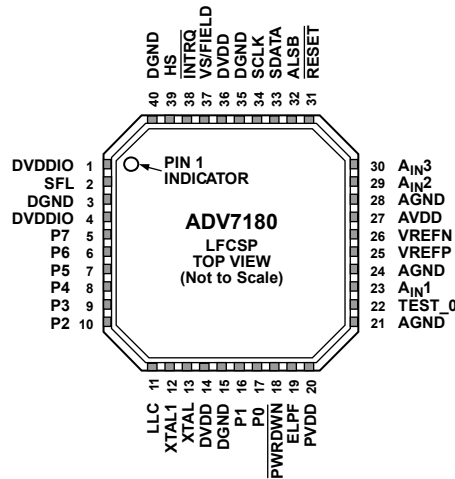 DGND
HS
INTRQ
VS/FIELD
DVDD
DGND
SCLK
SDATA
ALSB
RESET
40
39
38
37
36
35
34
33
32
31
DVDDIO 1
SFL 2
DGND 3
DVDDIO 4
P7 5
P6 6
P5 7
P4 8
P3 9
P2 10
PIN 1
INDICATOR
ADV7180
LFCSP
TOP VIEW
(Not to Scale)
30 AIN3
29 AIN2
28 AGND
27 AVDD
26 VREFN
25 VREFP
24 AGND
23 AIN1
22 TEST_0
21 AGND
11
12
13
14
15
16
17
18
19
20
LLC
XTAL1
XTAL
DVDD
DGND
P1
P0
PWRDWN
ELPF
PVDD